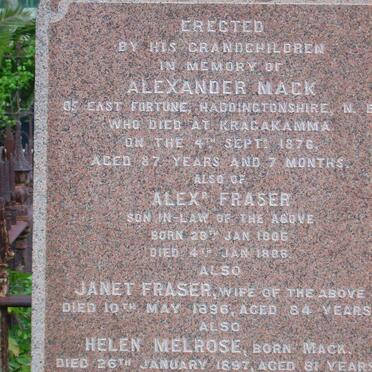 ERECTED
BY HIS GRANDCHILDREN
IN MEMORY OF
ALEXANDER MACK
OF EAST FORTUNE, HADDINGTONSHIRE, N. B
WHO DIED AT KRAGAKAMMA
ON THE 4TH SEPT: 1876,
AGED 87 YEARS AND 7 MONTHS.
ALSO OF
ALEXR FRASER
SON IN-LAW OF THE ABOVE
BORN 28TH JAN 1806
DIED 4TH JAN 1886
ALSO
JANET FRASER, WIFE OF THE ABOVE
DIED 10TH MAY 1896, AGED 84 YEARS
ALSO
HELEN MELROSE, BORN MACK,
DIED 26TH JANUARY 1897, AGED 81 YEARS